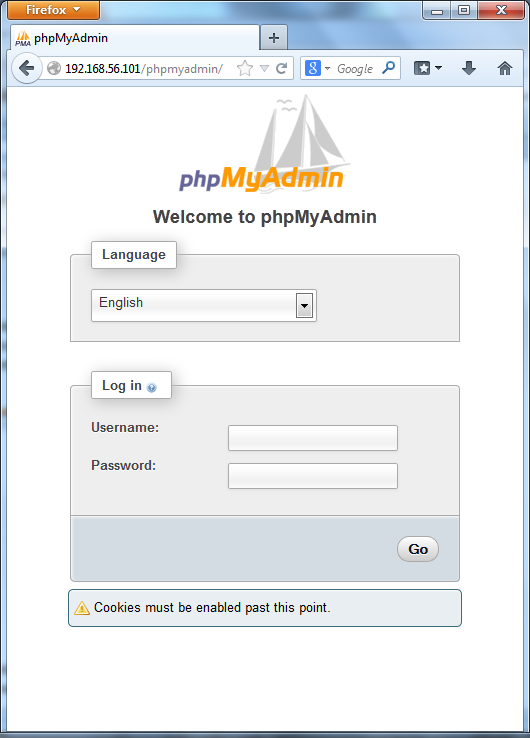 Firefox
PMA phpMyAdmin
192.168.56.101/phpmyadmin/ Google
phpMyAdmin
Welcome to phpMyAdmin
Language
English
Log in
Username:
Password:
Go
Cookies must be enabled past this point.